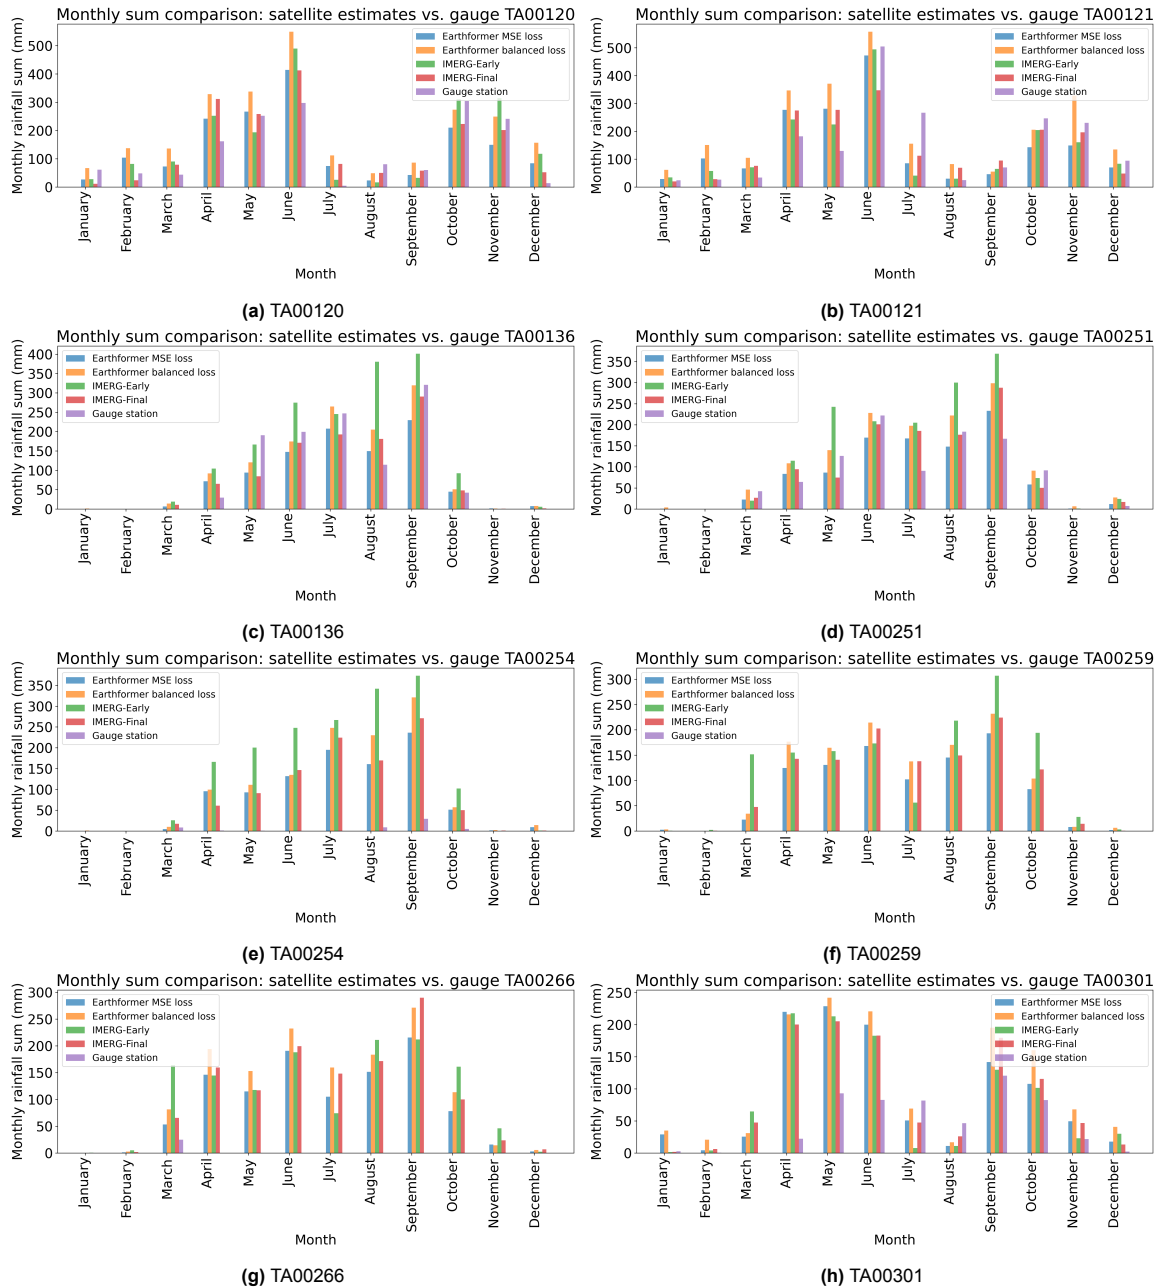 Monthly sum comparison: satellite estimates vs. gauge TA00120
Monthly rainfall sum (mm)
500
400
300
200
100
0
Earthformer MSE loss
Earthformer balanced loss
IMERG-Early
IMERG-Final
Gauge station
January
February
March
April
May
June
July
August
September
October
November
December
Month
(a) TA00120
Monthly sum comparison: satellite estimates vs. gauge TA00121
Monthly rainfall sum (mm)
500
400
300
200
100
0
Earthformer MSE loss
Earthformer balanced loss
IMERG-Early
IMERG-Final
Gauge station
January
February
March
April
May
June
July
August
September
October
November
December
Month
(b) TA00121
Monthly sum comparison: satellite estimates vs. gauge TA00136
Monthly rainfall sum (mm)
400
350
300
250
200
150
100
50
0
Earthformer MSE loss
Earthformer balanced loss
IMERG-Early
IMERG-Final
Gauge station
January
February
March
April
May
June
July
August
September
October
November
December
Month
(c) TA00136
Monthly sum comparison: satellite estimates vs. gauge TA00251
Monthly rainfall sum (mm)
350
300
250
200
150
100
50
0
Earthformer MSE loss
Earthformer balanced loss
IMERG-Early
IMERG-Final
Gauge station
January
February
March
April
May
June
July
August
September
October
November
December
Month
(d) TA00251
Monthly sum comparison: satellite estimates vs. gauge TA00254
Monthly rainfall sum (mm)
350
300
250
200
150
100
50
0
Earthformer MSE loss
Earthformer balanced loss
IMERG-Early
IMERG-Final
Gauge station
January
February
March
April
May
June
July
August
September
October
November
December
Month
(e) TA00254
Monthly sum comparison: satellite estimates vs. gauge TA00259
Monthly rainfall sum (mm)
300
250
200
150
100
50
0
Earthformer MSE loss
Earthformer balanced loss
IMERG-Early
IMERG-Final
Gauge station
January
February
March
April
May
June
July
August
September
October
November
December
Month
(f) TA00259
Monthly sum comparison: satellite estimates vs. gauge TA00266
Monthly rainfall sum (mm)
300
250
200
150
100
50
0
Earthformer MSE loss
Earthformer balanced loss
IMERG-Early
IMERG-Final
Gauge station
January
February
March
April
May
June
July
August
September
October
November
December
Month
(g) TA00266
Monthly sum comparison: satellite estimates vs. gauge TA00301
Monthly rainfall sum (mm)
250
200
150
100
50
0
Earthformer MSE loss
Earthformer balanced loss
IMERG-Early
IMERG-Final
Gauge station
January
February
March
April
May
June
July
August
September
October
November
December
Month
(h) TA00301